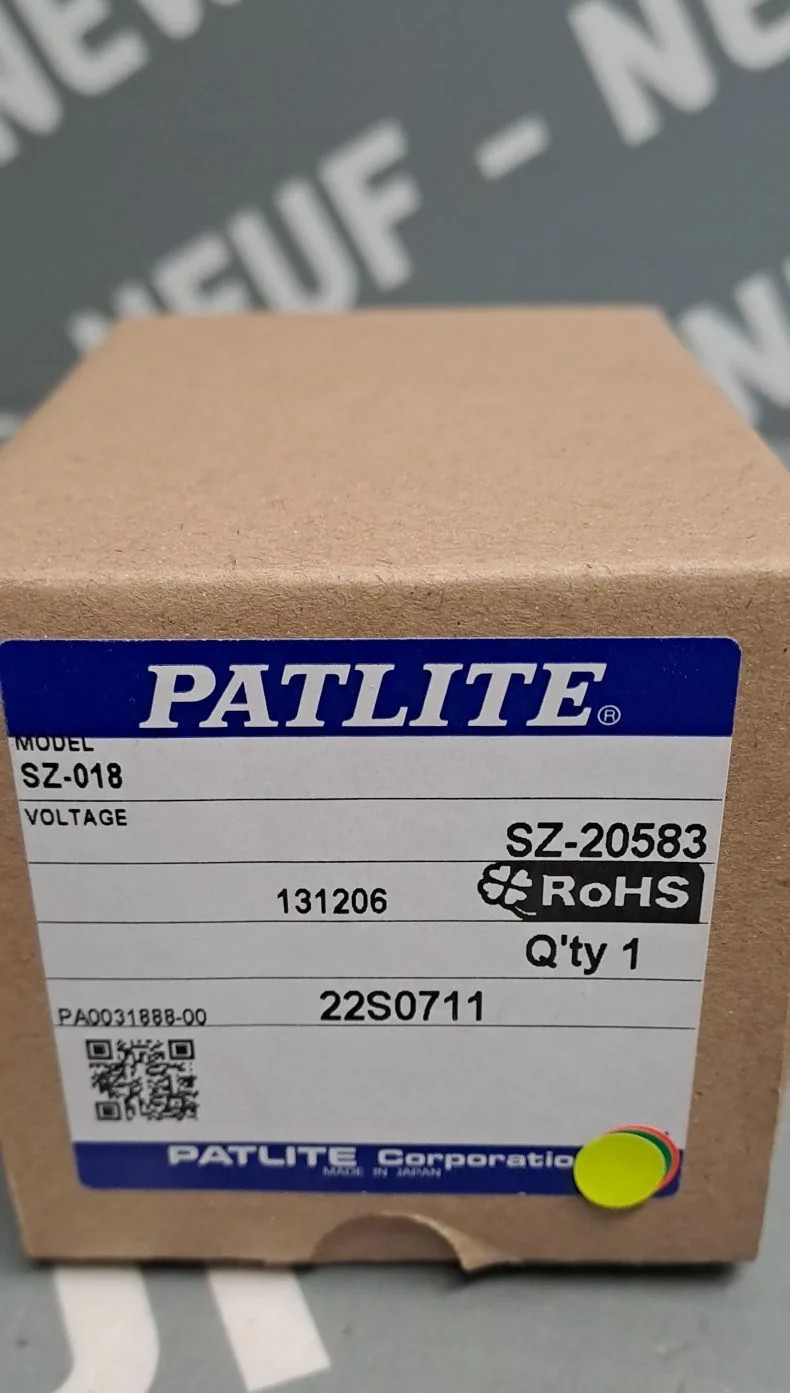 NEUF - NE
PATLITE®
MODEL
SZ-018
VOLTAGE
SZ-20583
131206
RoHS
Q'ty 1
PA0031888-00
22S0711
PATLITE Corporatio
MADE IN JAPAN